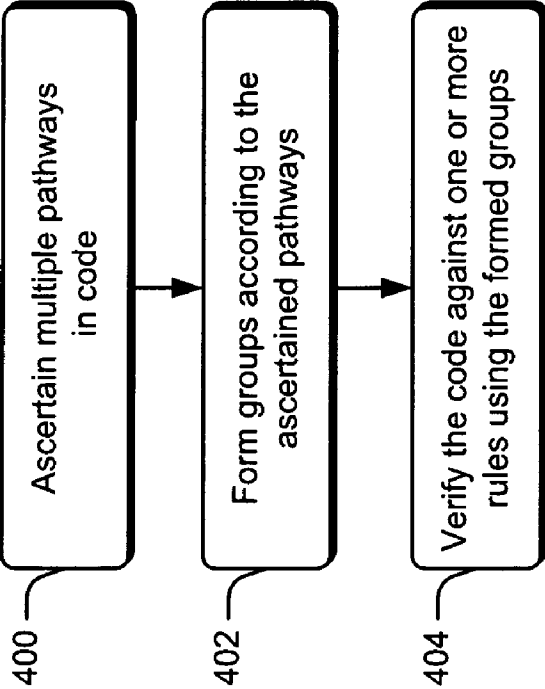 400
Ascertain multiple pathways
in code
402
Form groups according to the
ascertained pathways
404
Verify the code against one or more
rules using the formed groups